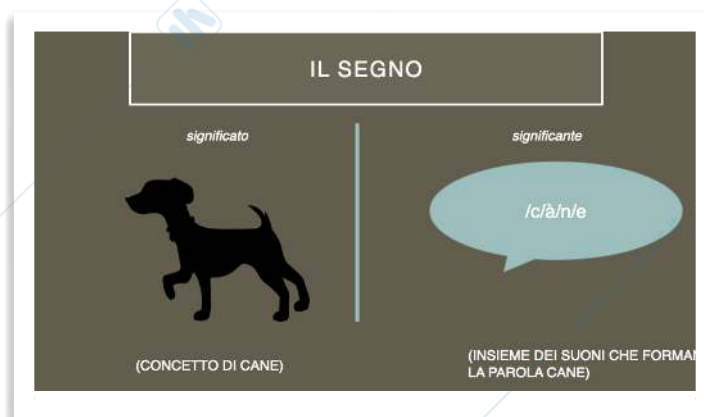 IL SEGNO
significato
significante
/c/à/n/e
(CONCETTO DI CANE)
(INSIEME DEI SUONI CHE FORMAN
LA PAROLA CANE)